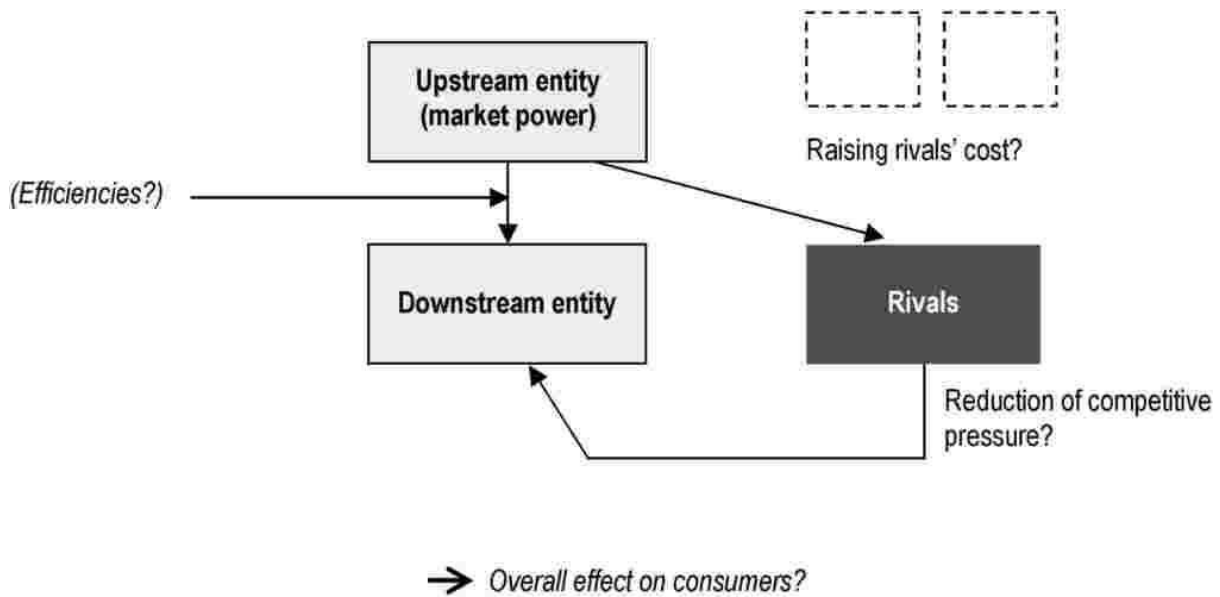 Upstream entity
(market power)
Raising rivals' cost?
(Efficiencies?)
Downstream entity
Rivals
Reduction of competitive
pressure?
Overall effect on consumers?